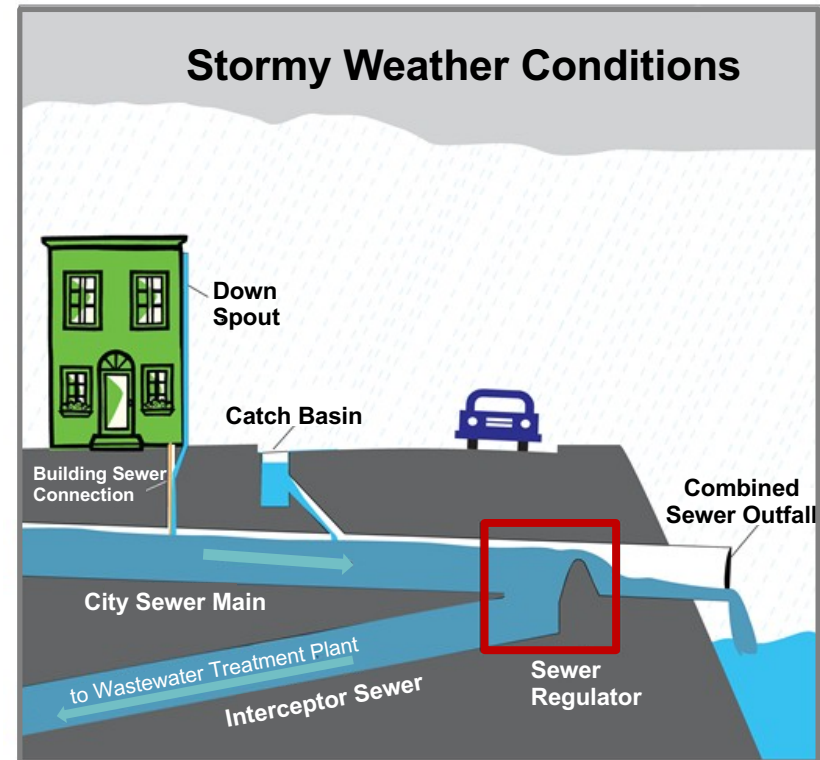 Stormy Weather Conditions
Down
Spout
Catch Basin
Building Sewer
Connection
Combined
Sewer Outfall
City Sewer Main
to Wastewater Treatment Plant
Interceptor Sewer
Sewer
Regulator